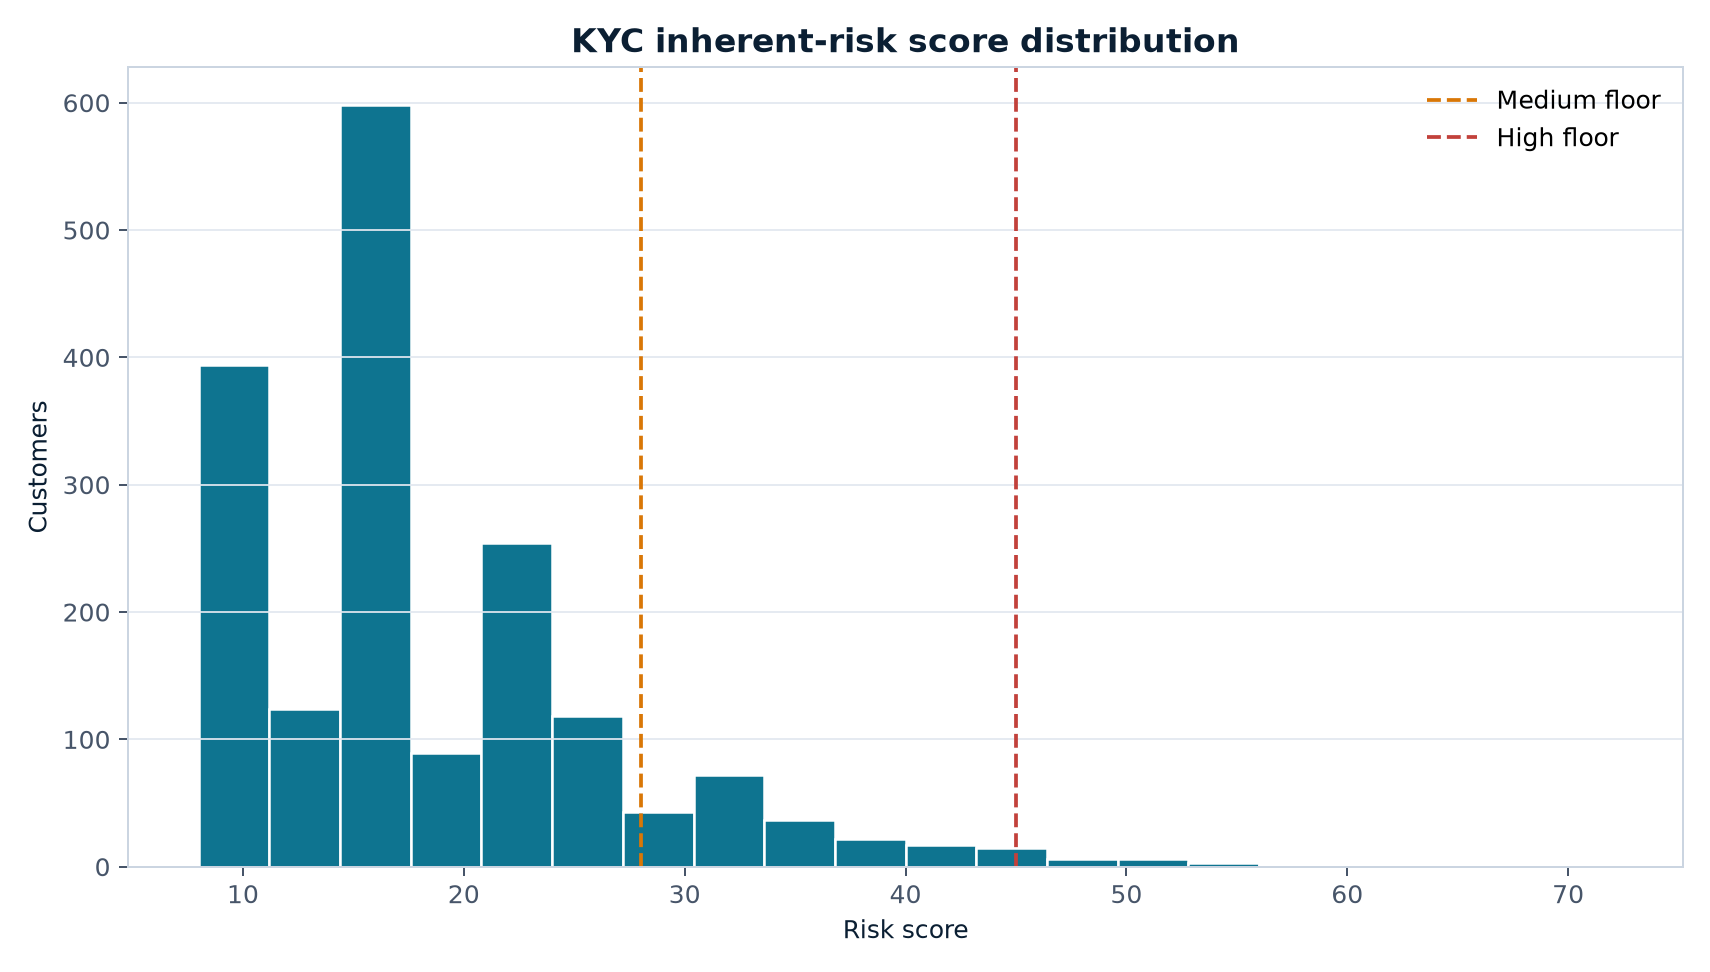 KYC inherent-risk score distribution
Medium floor
High floor
600
500
400
300
200
100
0
Customers
10 20 30 40 50 60 70
Risk score